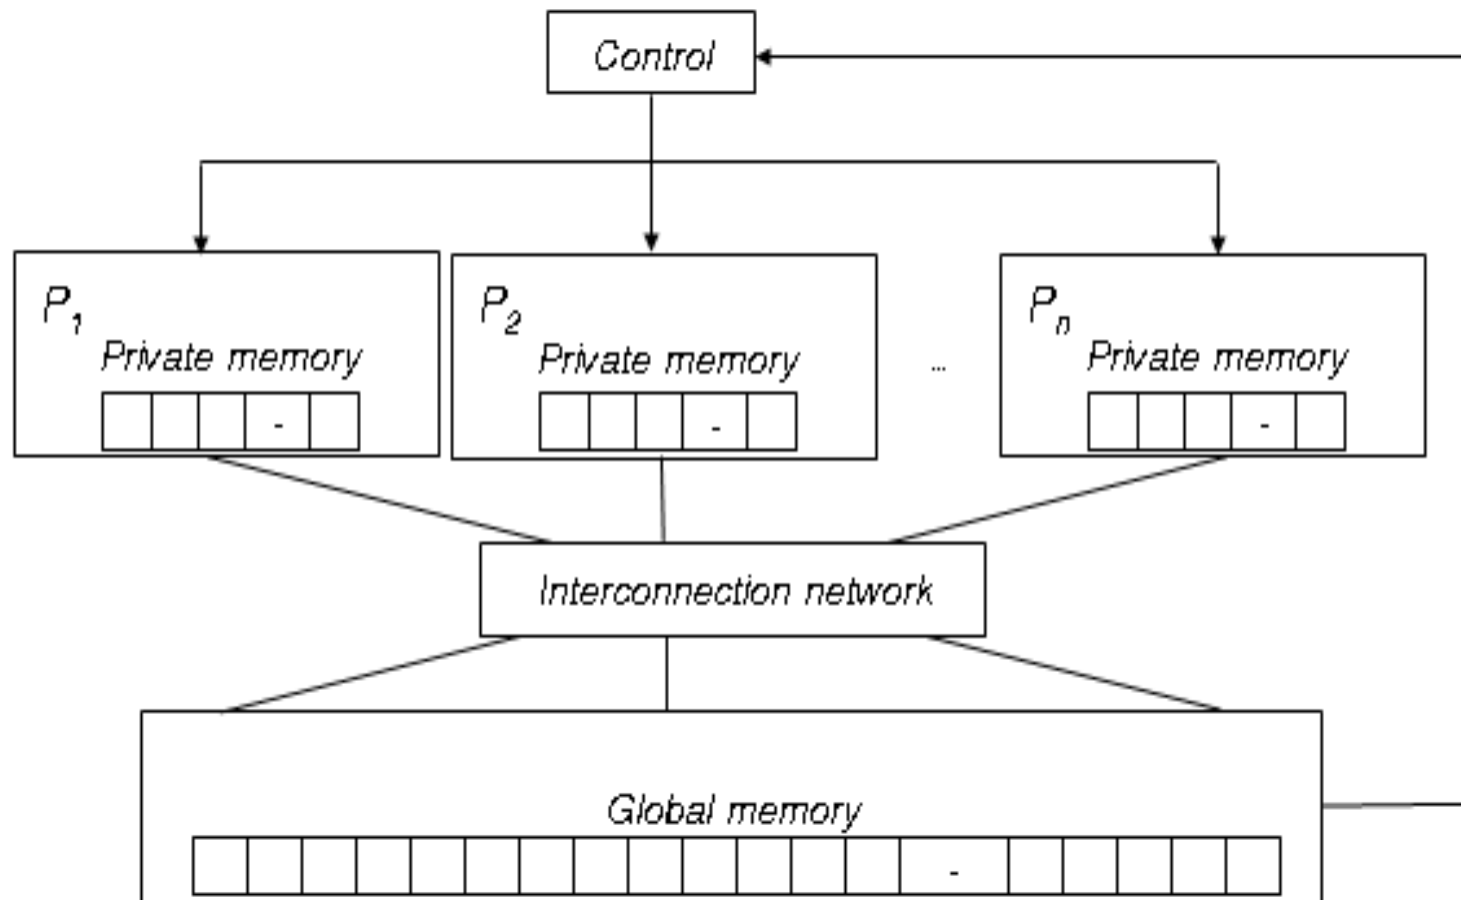 Control
P1
Private memory
-
P2
Private memory
-
...
Pn
Private memory
-
Interconnection network
Global memory
-